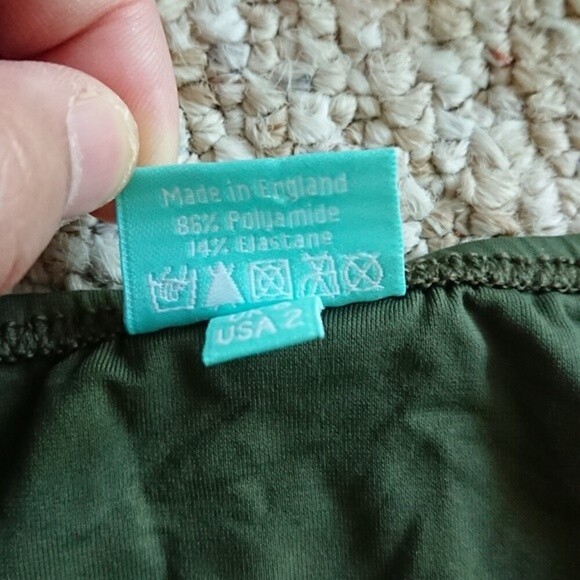 Made in England
86% Polyamide
14% Elastane
USA 2